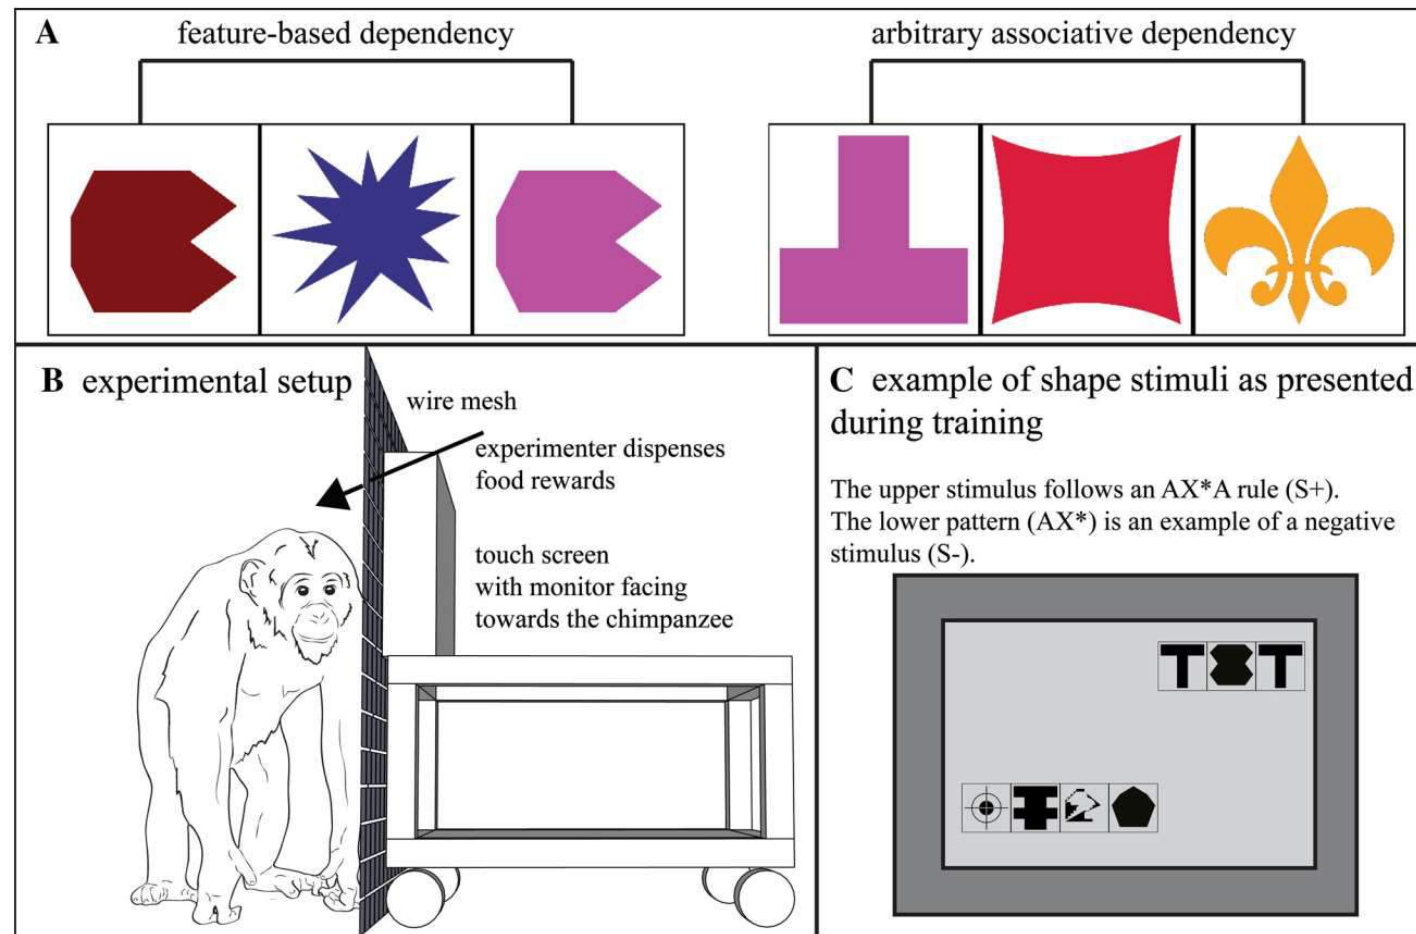 A
feature-based dependency
arbitrary associative dependency
B experimental setup
wire mesh
experimenter dispenses
food rewards
touch screen
with monitor facing
towards the chimpanzee
C example of shape stimuli as presented
during training
The upper stimulus follows an AX*A rule (S+).
The lower pattern (AX*) is an example of a negative
stimulus (S-).